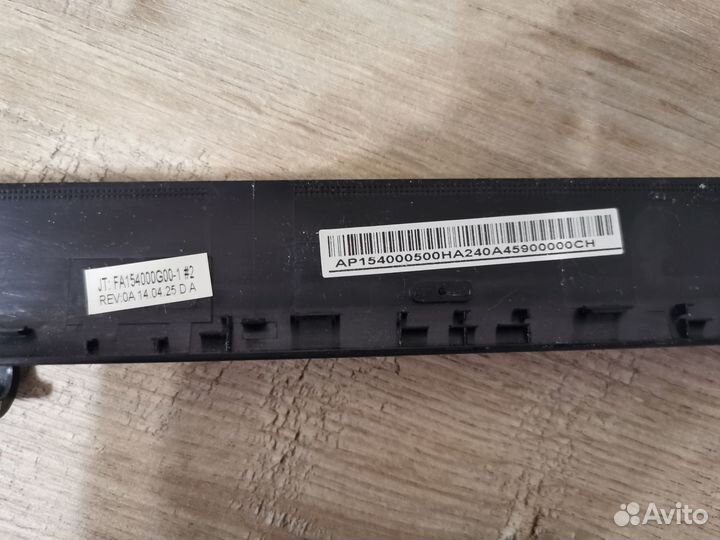 JT: FA154000G00-1 #2
REV:0A 14.04.25 D A
AP154000500HA240A45900000CH
Avito